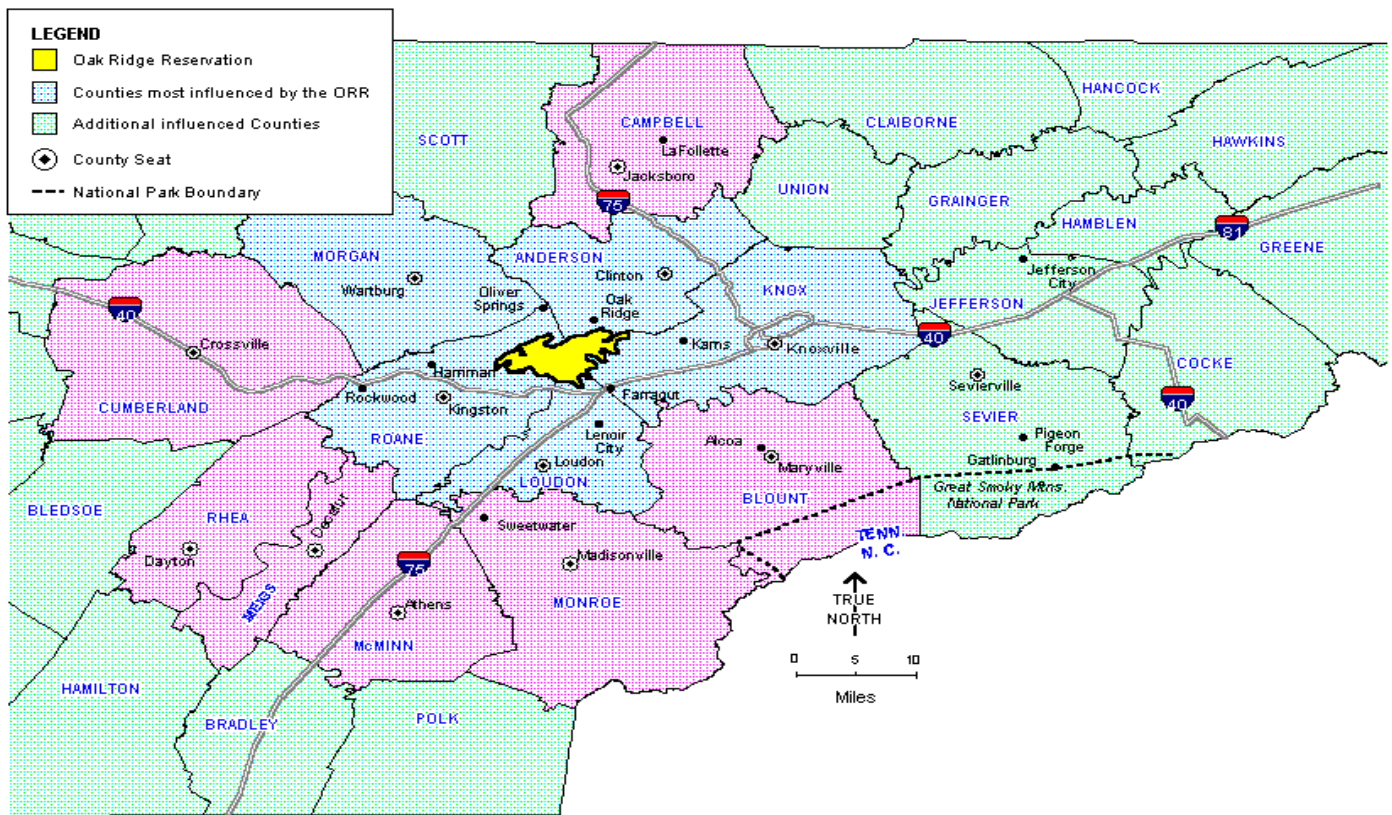 LEGEND
Oak Ridge Reservation
Counties most influenced by the ORR
Additional influenced Counties
County Seat
National Park Boundary
HANCOCK
CAMPBELL
CLAIBORNE
SCOTT
HAWKINS
LaFollette
Jacksboro
UNION
75
GRAINGER
HAMBLEN
81
MORGAN
ANDERSON
GREENE
Clinton
Jefferson
City
Wartburg
Oliver
Springs
KNOX
Oak
Ridge
JEFFERSON
40
40
Crossville
Karns
Knoxville
COCKE
Harriman
Sevierville
Rockwood
Kingston
Farragut
40
CUMBERLAND
SEVIER
ROANE
Lenoir
City
Alcoa
Pigeon
Forge
Maryville
Gatlinburg
Loudon
LOUDON
BLOUNT
Great Smoky Mtns.
National Park
BLEDSOE
RHEA
Decatur
Sweetwater
TENN.
N. C.
Dayton
75
Madisonville
MEIGS
Athens
MONROE
TRUE
NORTH
McMINN
0 5 10
Miles
HAMILTON
BRADLEY
POLK